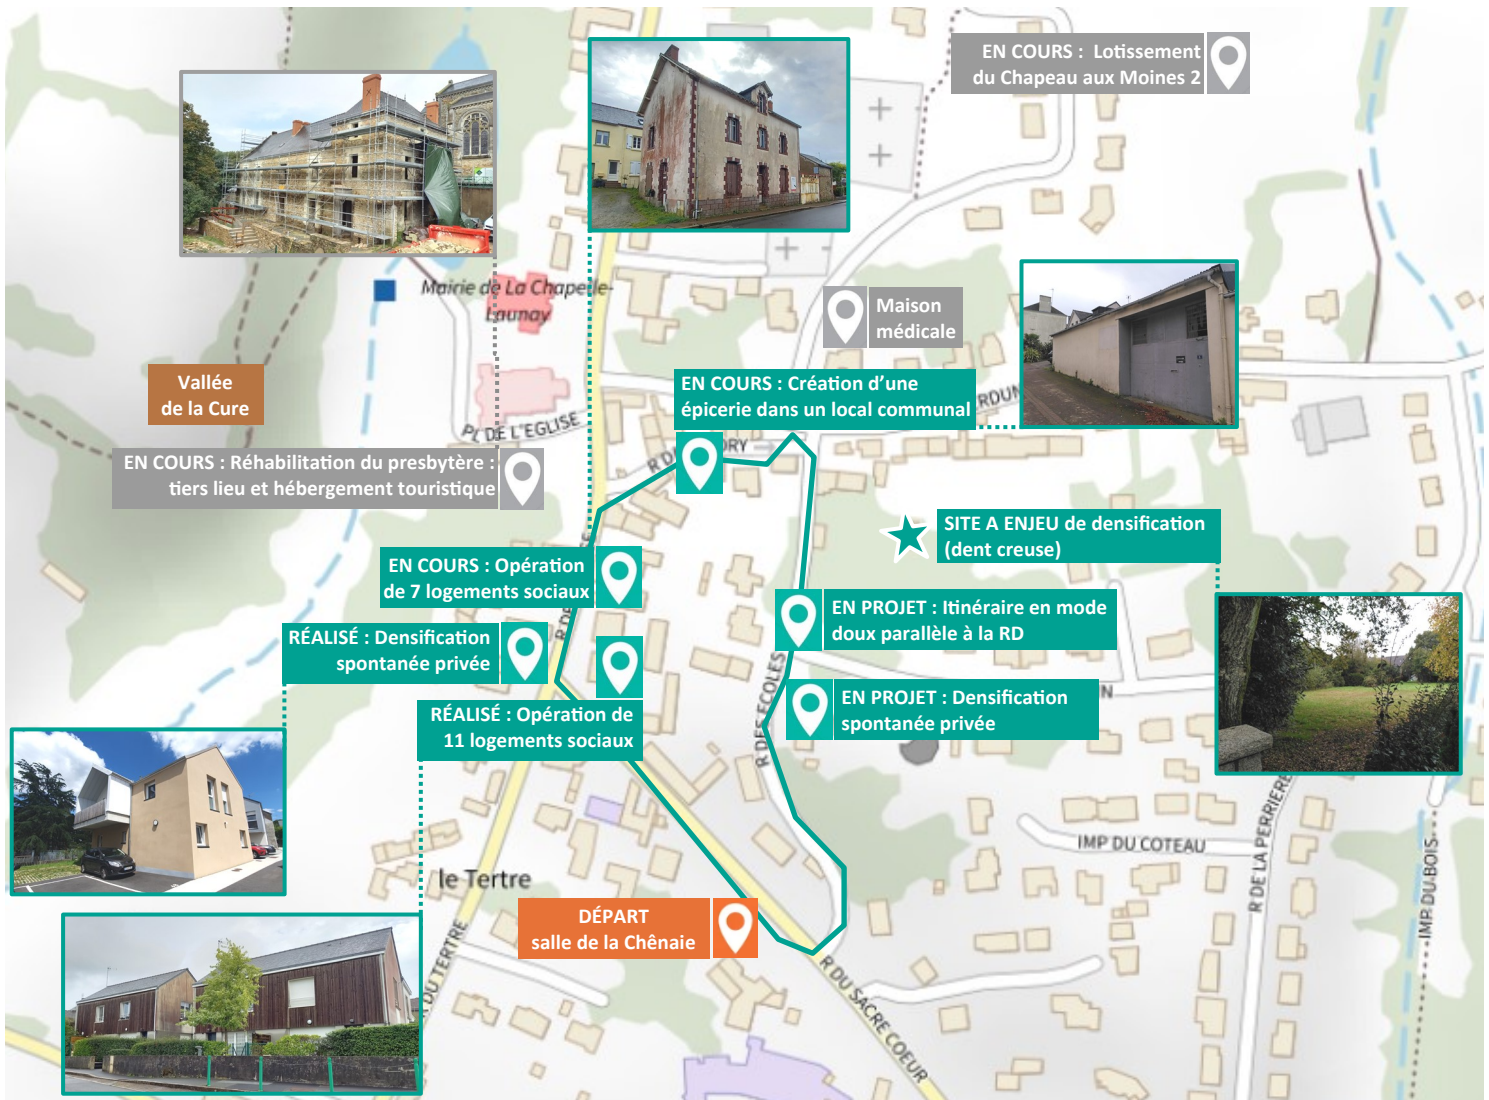 EN COURS : Lotissement
du Chapeau aux Moines 2
Mairie de La Chapelle-
Launay
Maison
médicale
Vallée
de la Cure
EN COURS : Création d’une
épicerie dans un local communal
PL DE L'EGLISE
EN COURS : Réhabilitation du presbytère :
tiers lieu et hébergement touristique
SITE A ENJEU de densification
(dent creuse)
EN COURS : Opération
de 7 logements sociaux
EN PROJET : Itinéraire en mode
doux parallèle à la RD
RÉALISÉ : Densification
spontanée privée
R DES ECOLES
EN PROJET : Densification
spontanée privée
RÉALISÉ : Opération de
11 logements sociaux
IMP DU COTEAU
R DE LA PERRIERE
IMP DU BOIS
le Tertre
DÉPART
salle de la Chênaie
R DU TERTRE
R DU SACRE COEUR